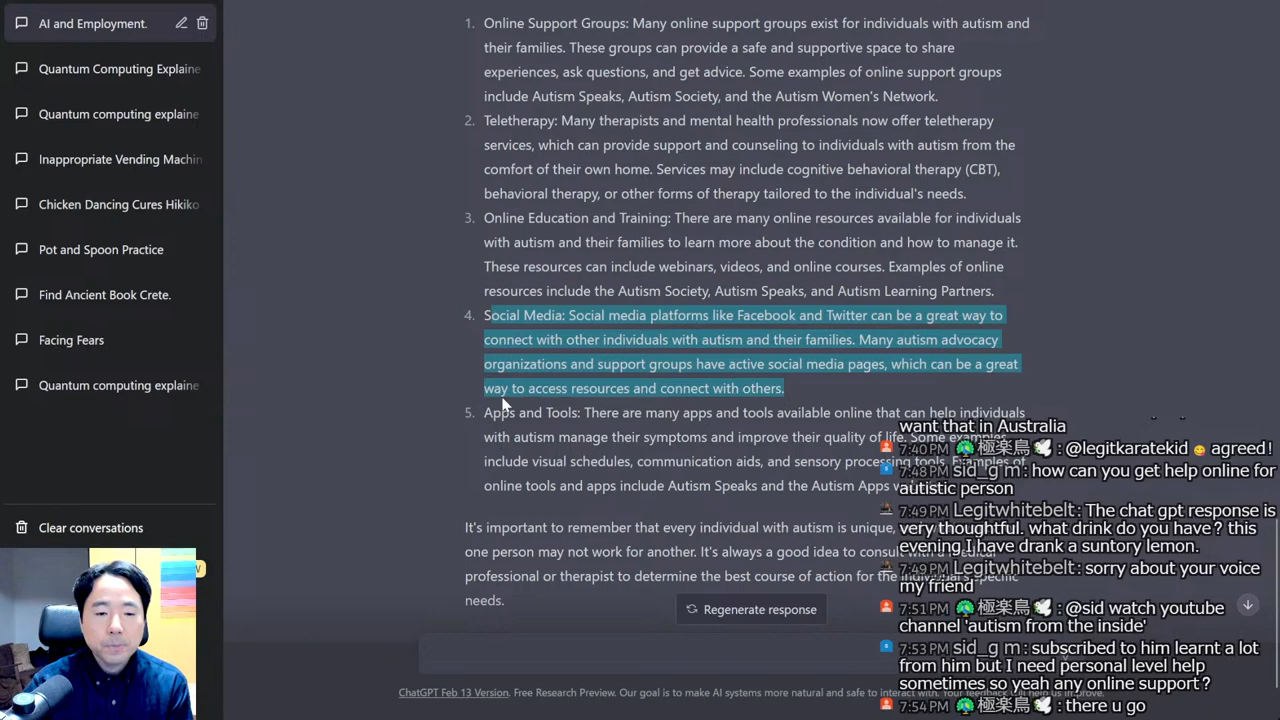 AI and Employment.
Quantum Computing Explaine
Quantum computing explaine
Inappropriate Vending Machin
Chicken Dancing Cures Hikiko
Pot and Spoon Practice
Find Ancient Book Crete.
Facing Fears
Quantum computing explaine
Clear conversations
W
1. Online Support Groups: Many online support groups exist for individuals with autism and
their families. These groups can provide a safe and supportive space to share
experiences, ask questions, and get advice. Some examples of online support groups
include Autism Speaks, Autism Society, and the Autism Women's Network.
2. Teletherapy: Many therapists and mental health professionals now offer teletherapy
services, which can provide support and counseling to individuals with autism from the
comfort of their own home. Services may include cognitive behavioral therapy (CBT),
behavioral therapy, or other forms of therapy tailored to the individual's needs.
3. Online Education and Training: There are many online resources available for individuals
with autism and their families to learn more about the condition and how to manage it.
These resources can include webinars, videos, and online courses. Examples of online
resources include the Autism Society, Autism Speaks, and Autism Learning Partners.
4. Social Media: Social media platforms like Facebook and Twitter can be a great way to
connect with other individuals with autism and their families. Many autism advocacy
organizations and support groups have active social media pages, which can be a great
way to access resources and connect with others.
5. Apps and Tools: There are many apps and tools available online that can help individuals
with autism manage their symptoms and improve their quality of life. Some examples
include visual schedules, communication aids, and sensory processing tools. Examples of
online tools and apps include Autism Speaks and the Autism Apps
It's important to remember that every individual with autism is unique,
one person may not work for another. It's always a good idea to consult with a medical
professional or therapist to determine the best course of action for the individual's specific
needs.
Regenerate response
ChatGPT Feb 13 Version. Free Research Preview. Our goal is to make AI systems more natural and safe to interact with. Your feedback will help us improve.
want that in Australia
7:40 PM 極楽鳥 : @legitkaratekid agreed!
7:48 PM sid_g m: how can you get help online for
autistic person
7:49 PM Legitwhitebelt: The chat gpt response is
very thoughtful. what drink do you have? this
evening I have drank a suntory lemon.
7:49 PM Legitwhitebelt: sorry about your voice
my friend
7:51 PM 極楽鳥 : @sid watch youtube
channel 'autism from the inside'
7:53 PM sid_g m: subscribed to him learnt a lot
from him but I need personal level help
sometimes so yeah any online support?
7:54 PM 極楽鳥 : there u go